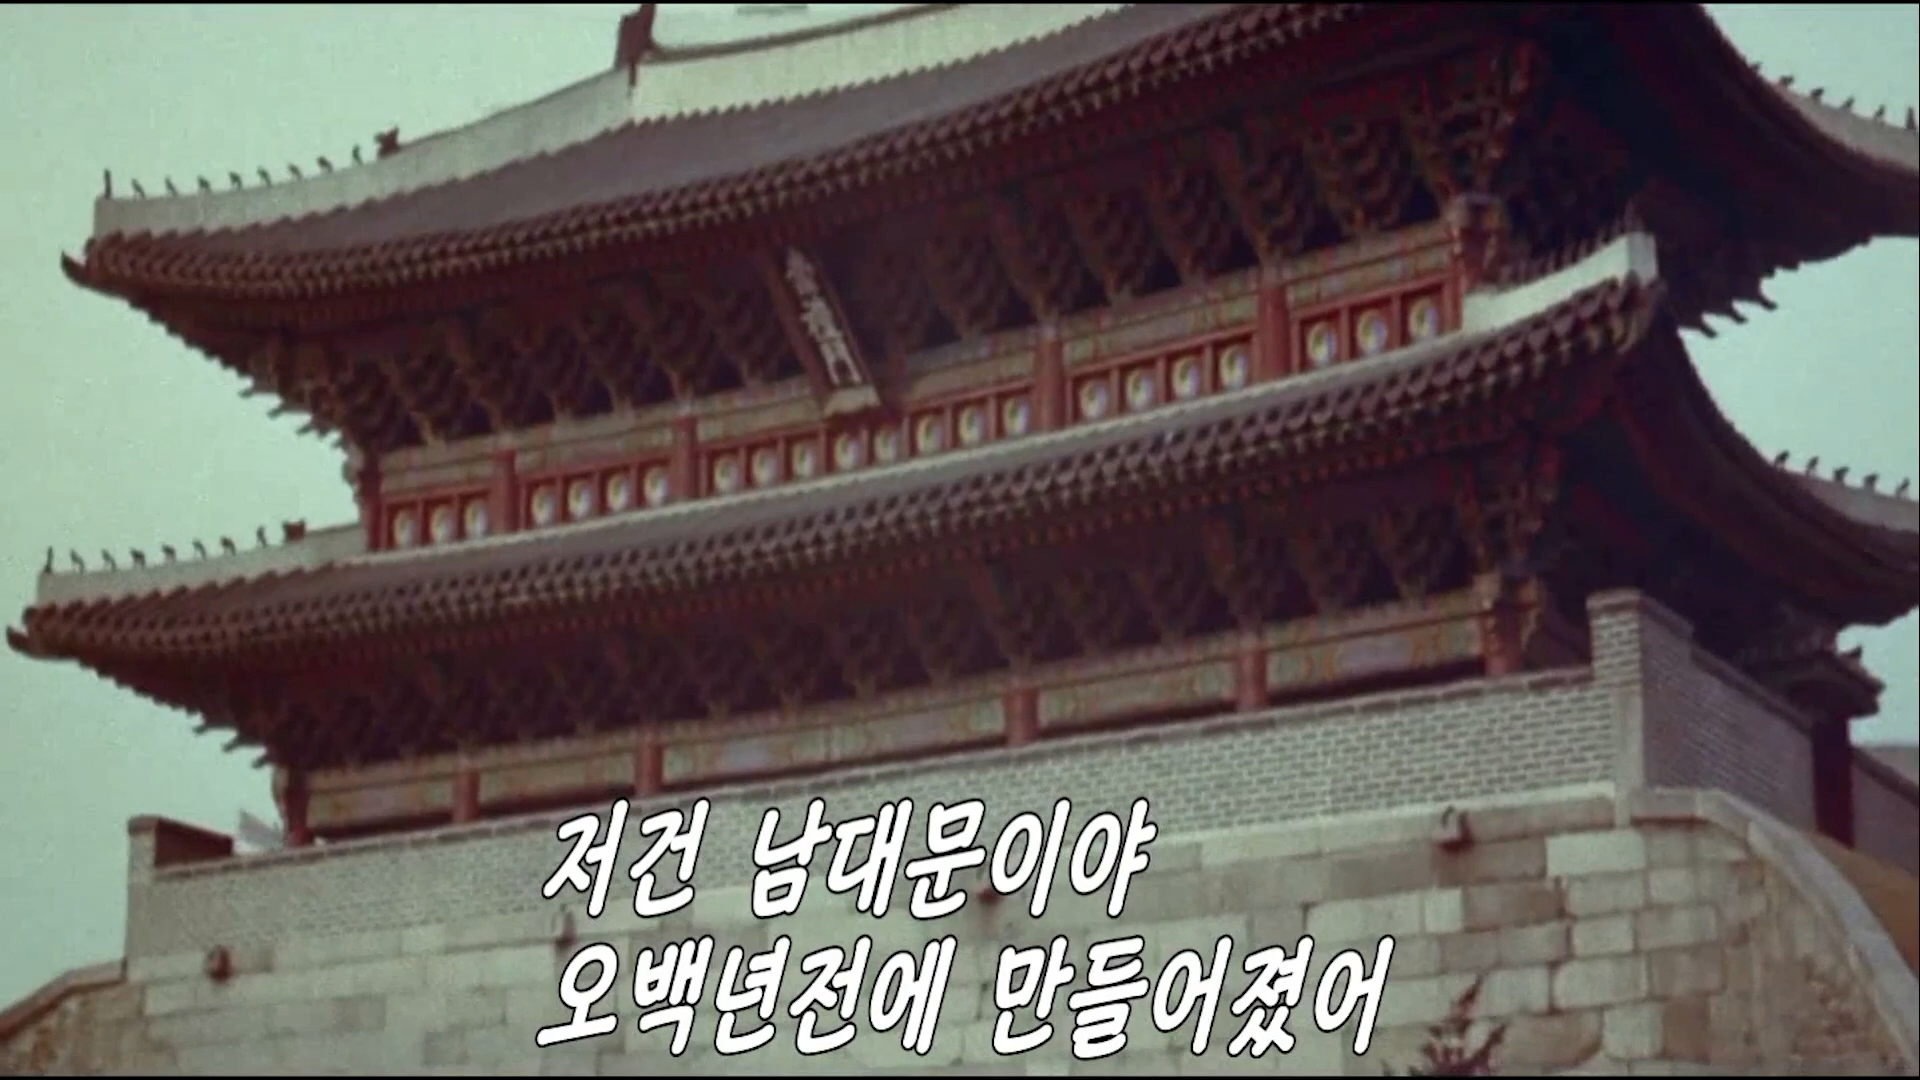 저건 남대문이야
오백년전에 만들어졌어